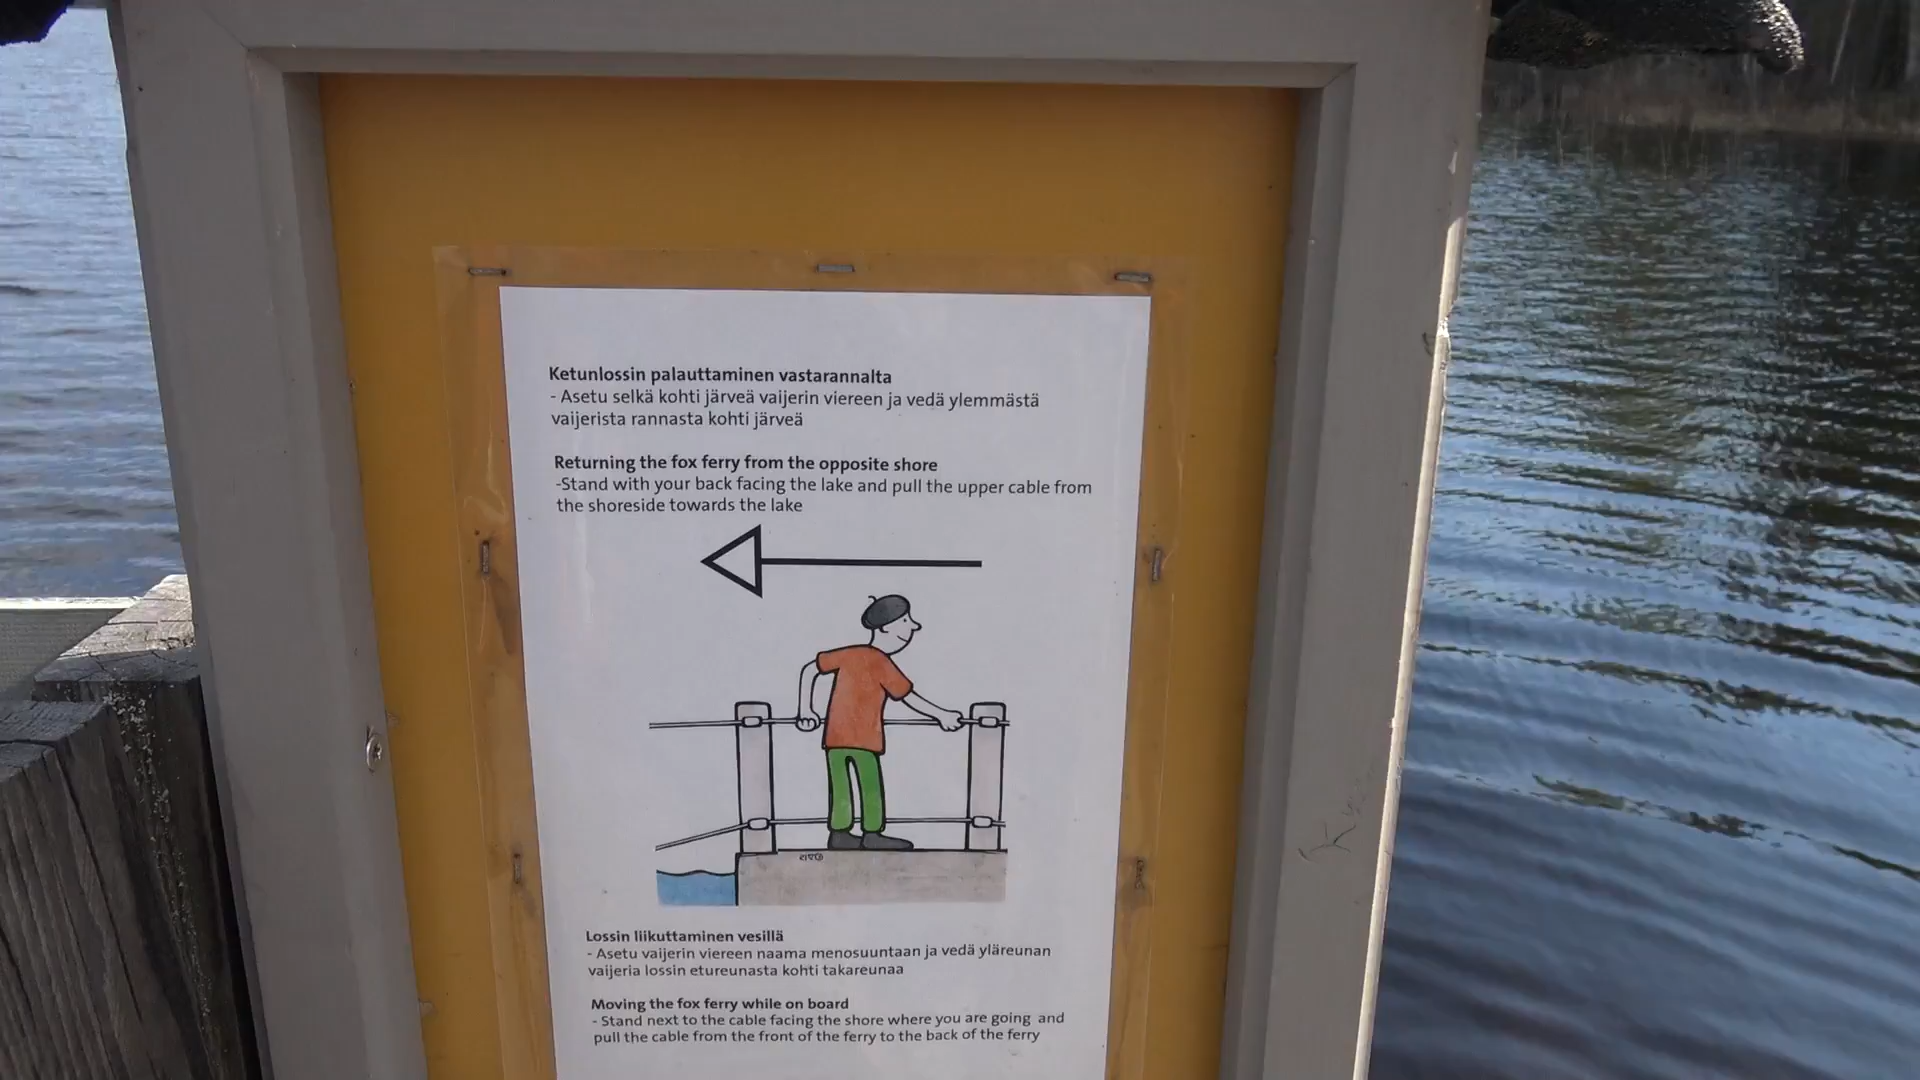 Ketunlossin palauttaminen vastarannalta
- Asetu selkä kohti järveä vaijerin viereen ja vedä ylemmästä
vaijerista rannasta kohti järveä
Returning the fox ferry from the opposite shore
-Stand with your back facing the lake and pull the upper cable from
the shoreside towards the lake
Lossin liikuttaminen vesillä
- Asetu vaijerin viereen naama menosuuntaan ja vedä yläreunan
vaijeria lossin etureunasta kohti takareunaa
Moving the fox ferry while on board
- Stand next to the cable facing the shore where you are going and
pull the cable from the front of the ferry to the back of the ferry